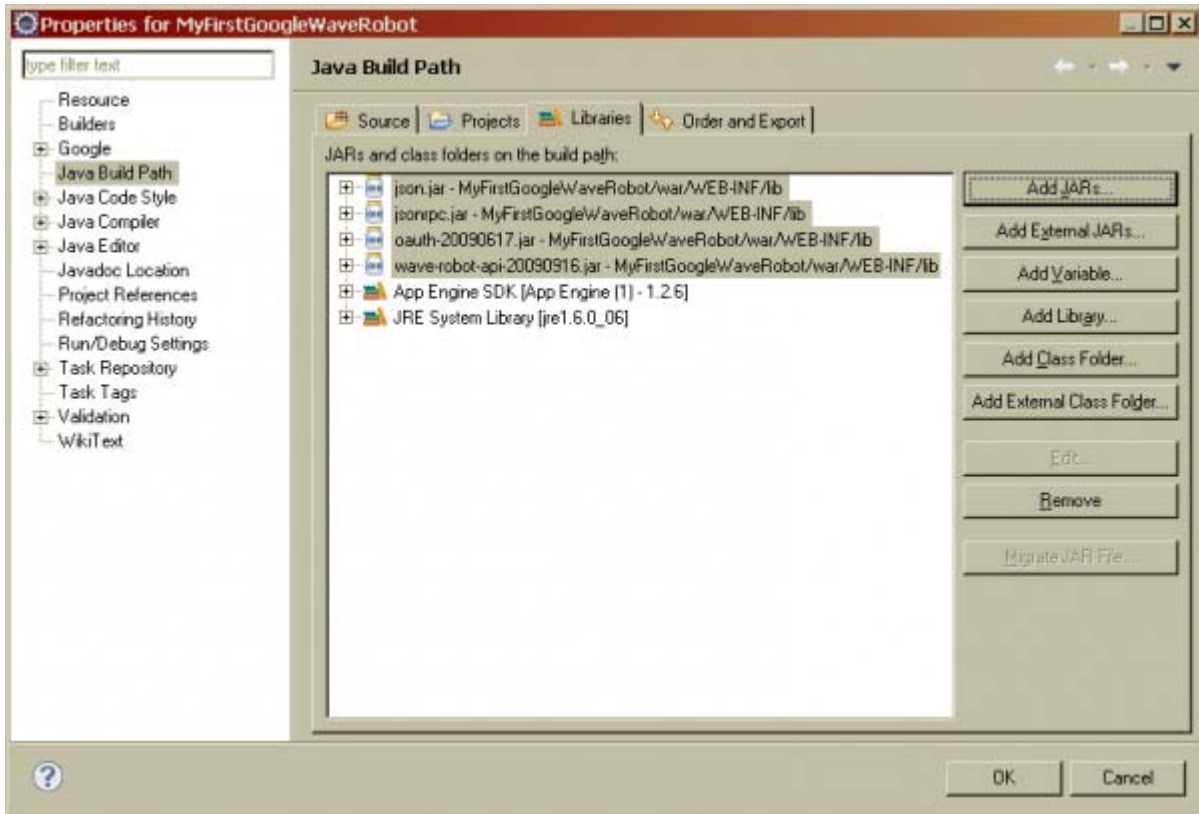 Properties for MyFirstGoogleWaveRobot
type filter text
Resource
Builders
Google
Java Build Path
Java Code Style
Java Compiler
Java Editor
Javadoc Location
Project References
Refactoring History
Run/Debug Settings
Task Repository
Task Tags
Validation
WikiText
Java Build Path
Source Projects Libraries Order and Export
JARs and class folders on the build path:
json.jar - MyFirstGoogleWaveRobot/war/WEB-INF/lib
jsonrpc.jar - MyFirstGoogleWaveRobot/war/WEB-INF/lib
oauth-20090617.jar - MyFirstGoogleWaveRobot/war/WEB-INF/lib
wave-robot-api-20090916.jar - MyFirstGoogleWaveRobot/war/WEB-INF/lib
App Engine SDK [App Engine (1) - 1.2.6]
JRE System Library [jre1.6.0_06]
Add JARs...
Add External JARs...
Add Variable...
Add Library...
Add Class Folder...
Add External Class Folder...
Edit...
Remove
Migrate JAR File...
?
OK Cancel